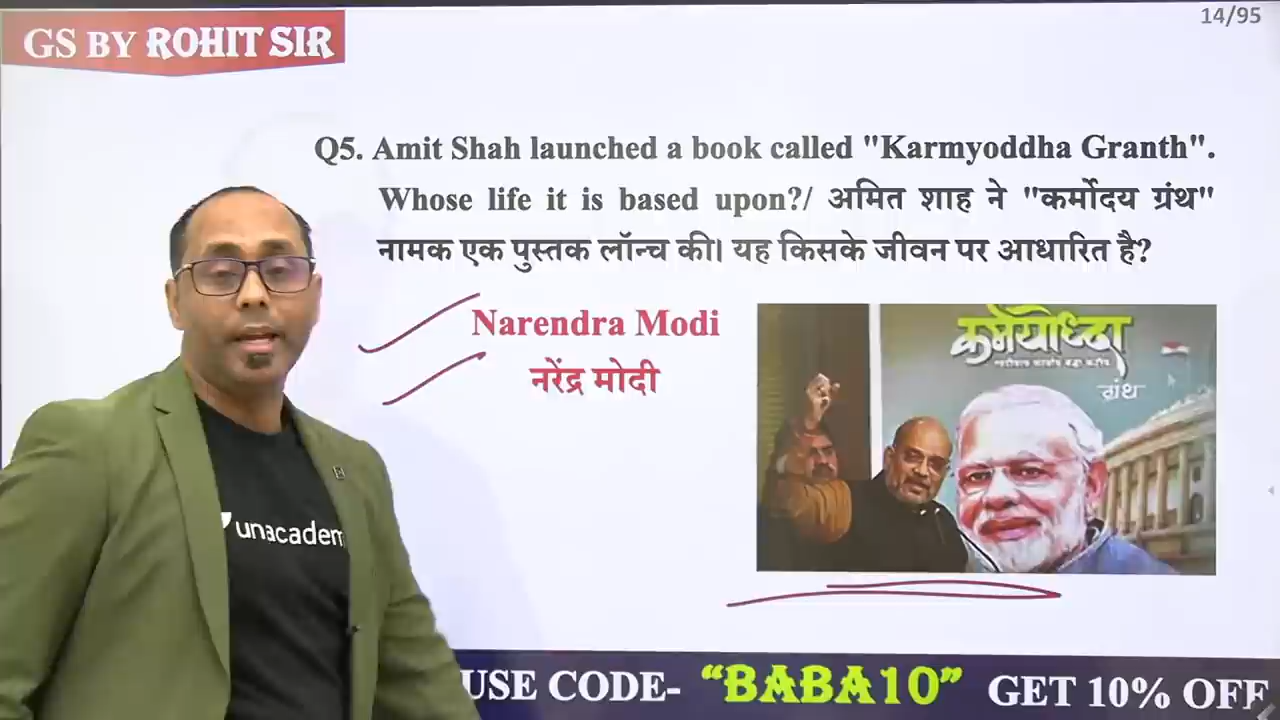 14/95
GS BY ROHIT SIR
Q5. Amit Shah launched a book called "Karmyoddha Granth".
Whose life it is based upon?/ अमित शाह ने "कर्मोदय ग्रंथ"
नामक एक पुस्तक लॉन्च की। यह किसके जीवन पर आधारित है?
Narendra Modi
नरेंद्र मोदी
कर्मयोध्दा
ग्रंथ
unacadem
USE CODE- “BABA10” GET 10% OFF